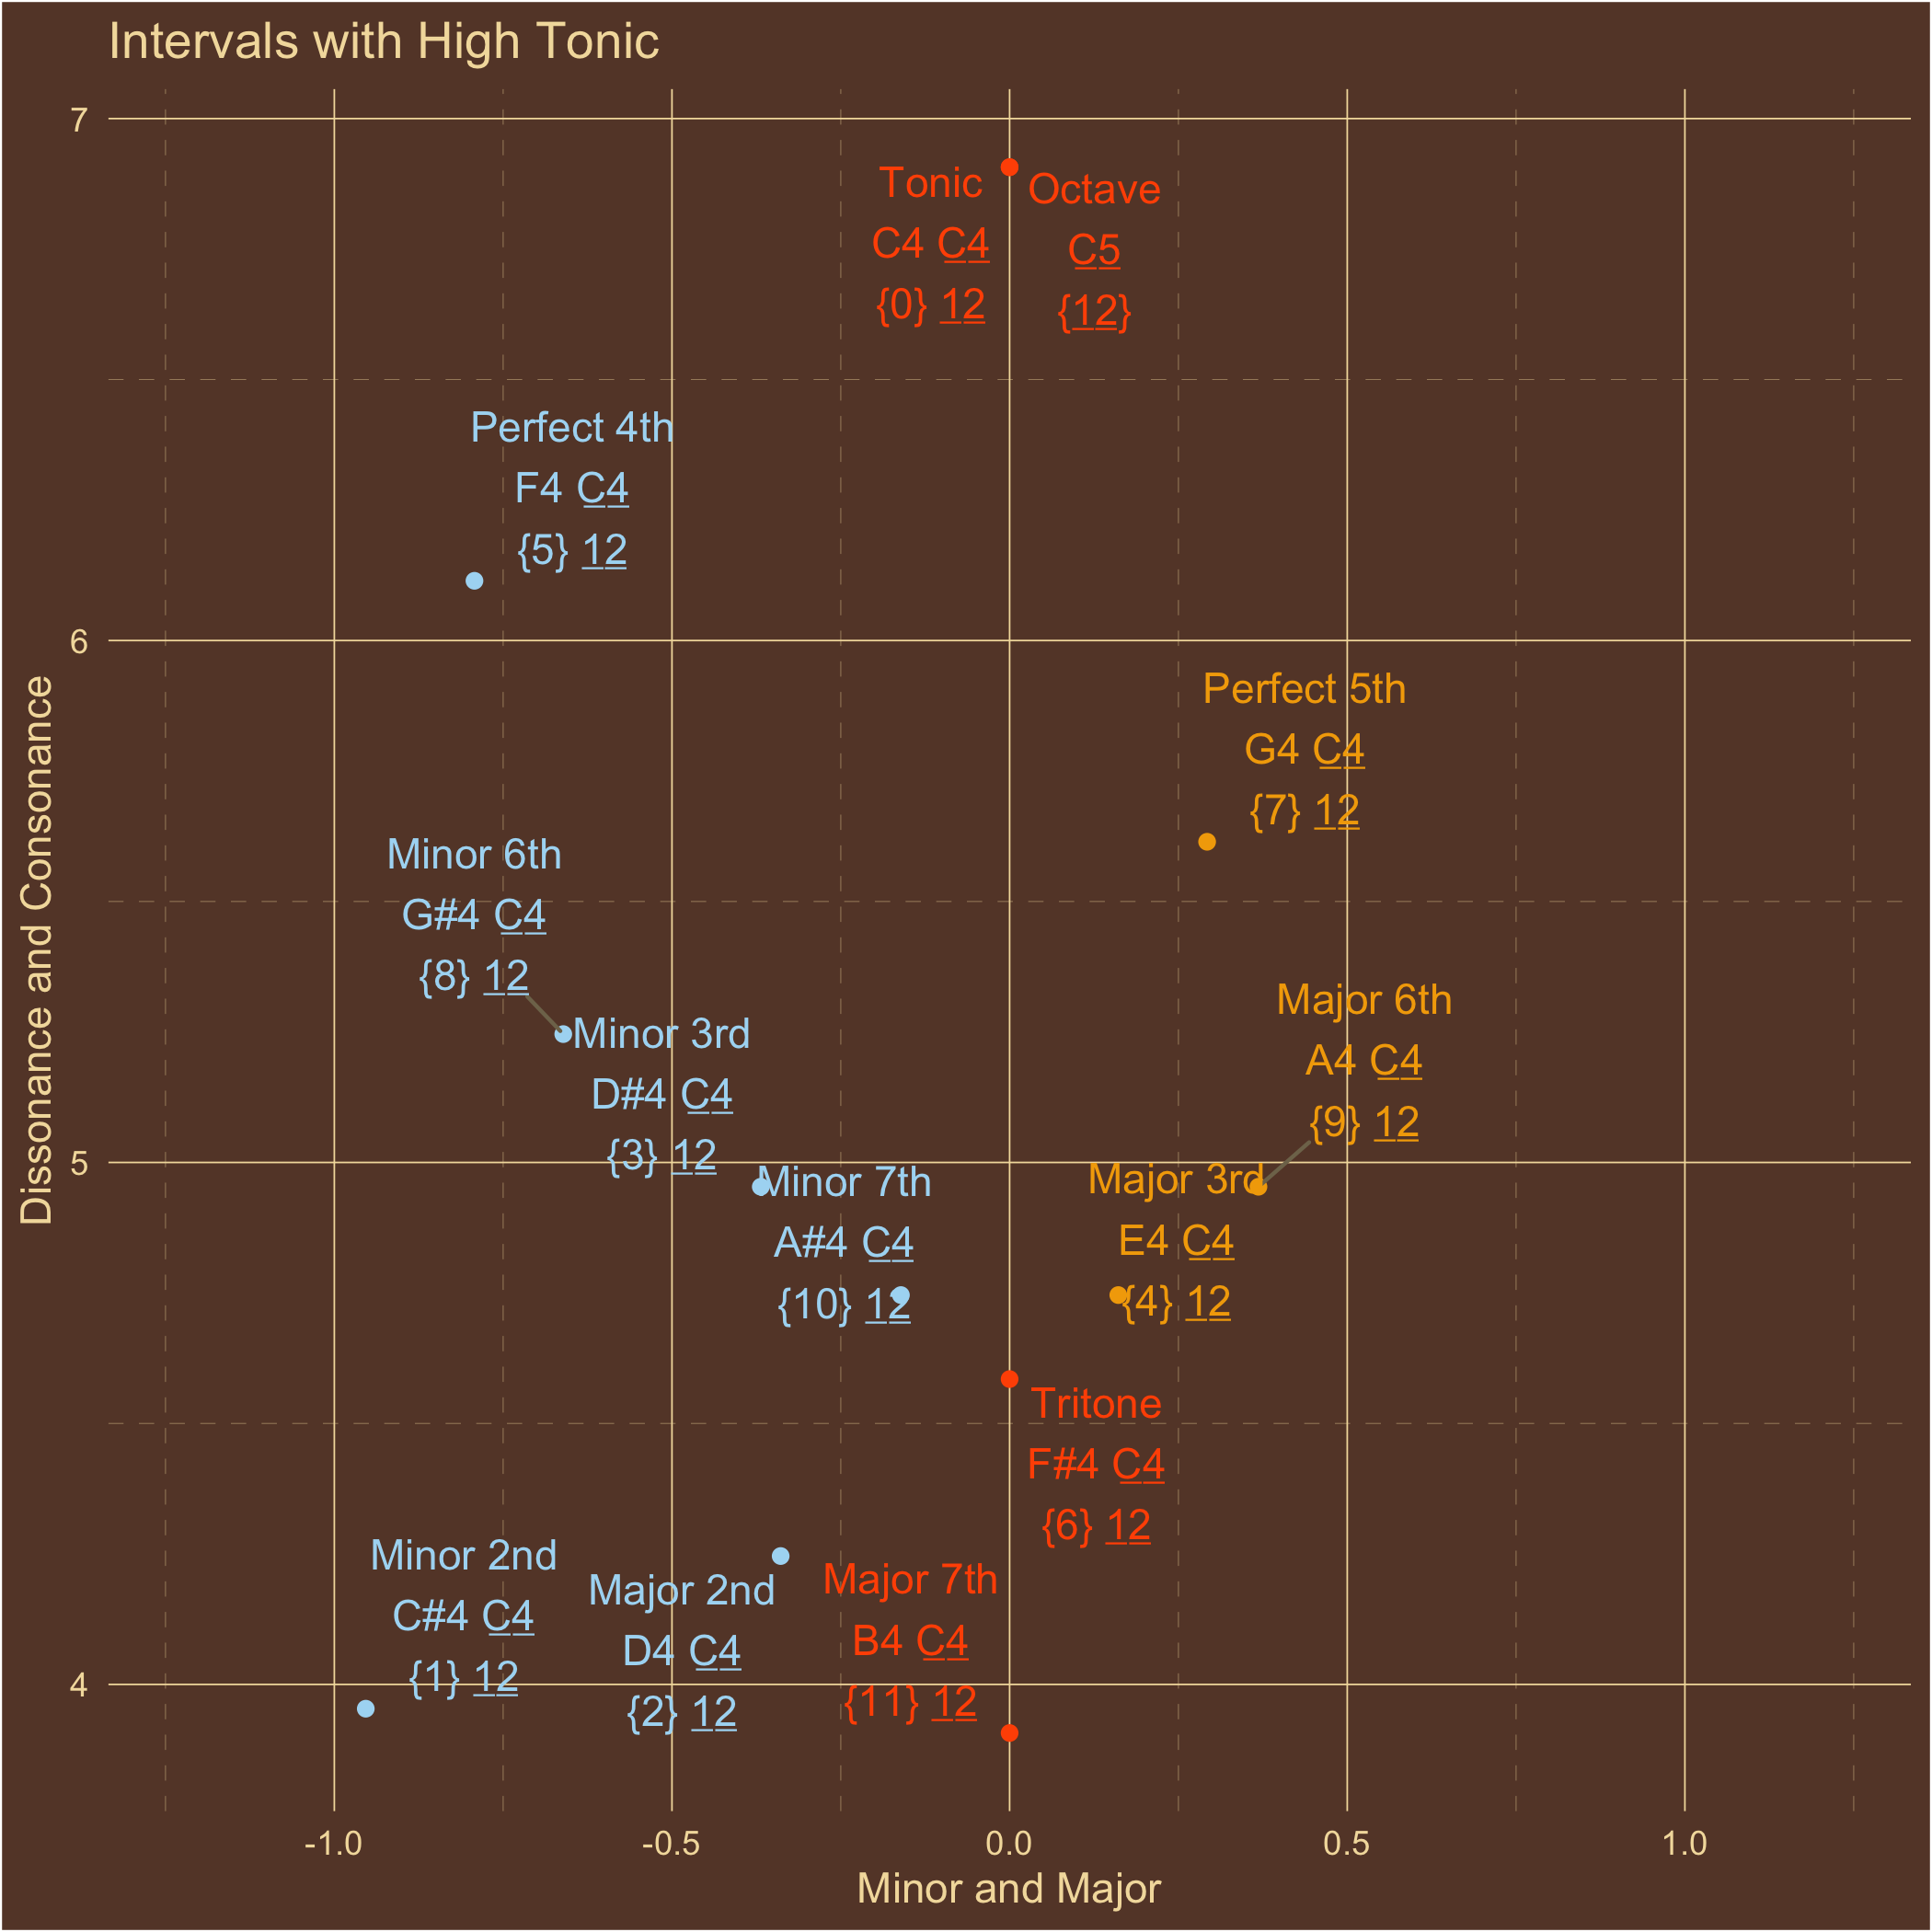 Intervals with High Tonic
7
Tonic
C4 C4
{0} 12
Octave
C5
{12}
Perfect 4th
F4 C4
{5} 12
6
Perfect 5th
G4 C4
{7} 12
Minor 6th
G#4 C4
{8} 12
Major 6th
A4 C4
{9} 12
Minor 3rd
D#4 C4
{3} 12
5
Minor 7th
A#4 C4
{10} 12
Major 3rd
E4 C4
{4} 12
Tritone
F#4 C4
{6} 12
Minor 2nd
C#4 C4
{1} 12
Major 2nd
D4 C4
{2} 12
Major 7th
B4 C4
{11} 12
4
Dissonance and Consonance
-1.0
-0.5
0.0
0.5
1.0
Minor and Major